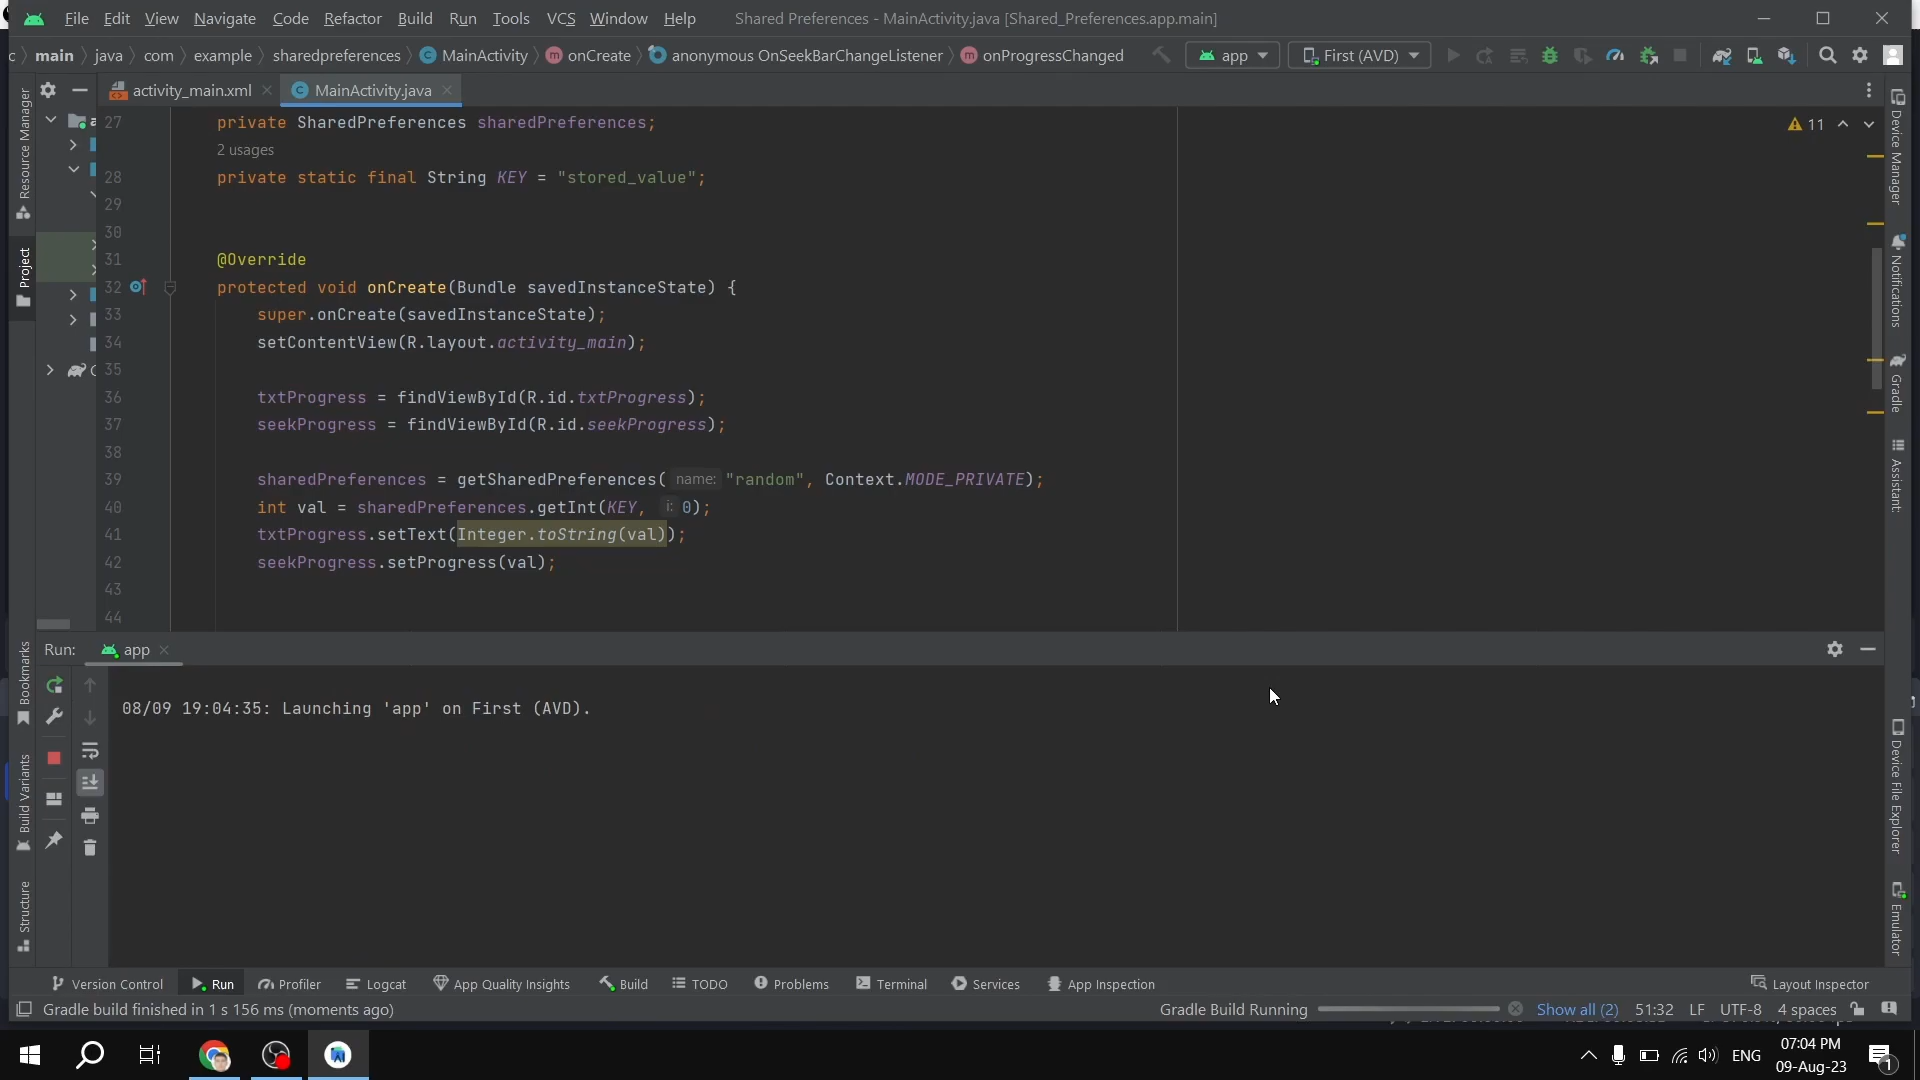 File Edit View Navigate Code Refactor Build Run Tools VCS Window Help Shared Preferences - MainActivity.java [Shared_Preferences.app.main]
main java com example sharedpreferences MainActivity onCreate anonymous OnSeekBarChangeListener onProgressChanged app First (AVD)
activity_main.xml MainActivity.java
27 private SharedPreferences sharedPreferences; 11
2 usages
28 private static final String KEY = "stored_value";
29
30
31 @Override
32 protected void onCreate(Bundle savedInstanceState) {
33 super.onCreate(savedInstanceState);
34 setContentView(R.layout.activity_main);
35
36 txtProgress = findViewById(R.id.txtProgress);
37 seekProgress = findViewById(R.id.seekProgress);
38
39 sharedPreferences = getSharedPreferences( name: "random", Context.MODE_PRIVATE);
40 int val = sharedPreferences.getInt(KEY, i: 0);
41 txtProgress.setText(Integer.toString(val));
42 seekProgress.setProgress(val);
43
44
Resource Manager
Project
Bookmarks
Build Variants
Structure
Device Manager
Notifications
Gradle
Assistant:
Device File Explorer
Emulator
Run: app
08/09 19:04:35: Launching 'app' on First (AVD).
Version Control Run Profiler Logcat App Quality Insights Build TODO Problems Terminal Services App Inspection Layout Inspector
Gradle build finished in 1 s 156 ms (moments ago) Gradle Build Running Show all (2) 51:32 LF UTF-8 4 spaces
ENG
07:04 PM
09-Aug-23
1